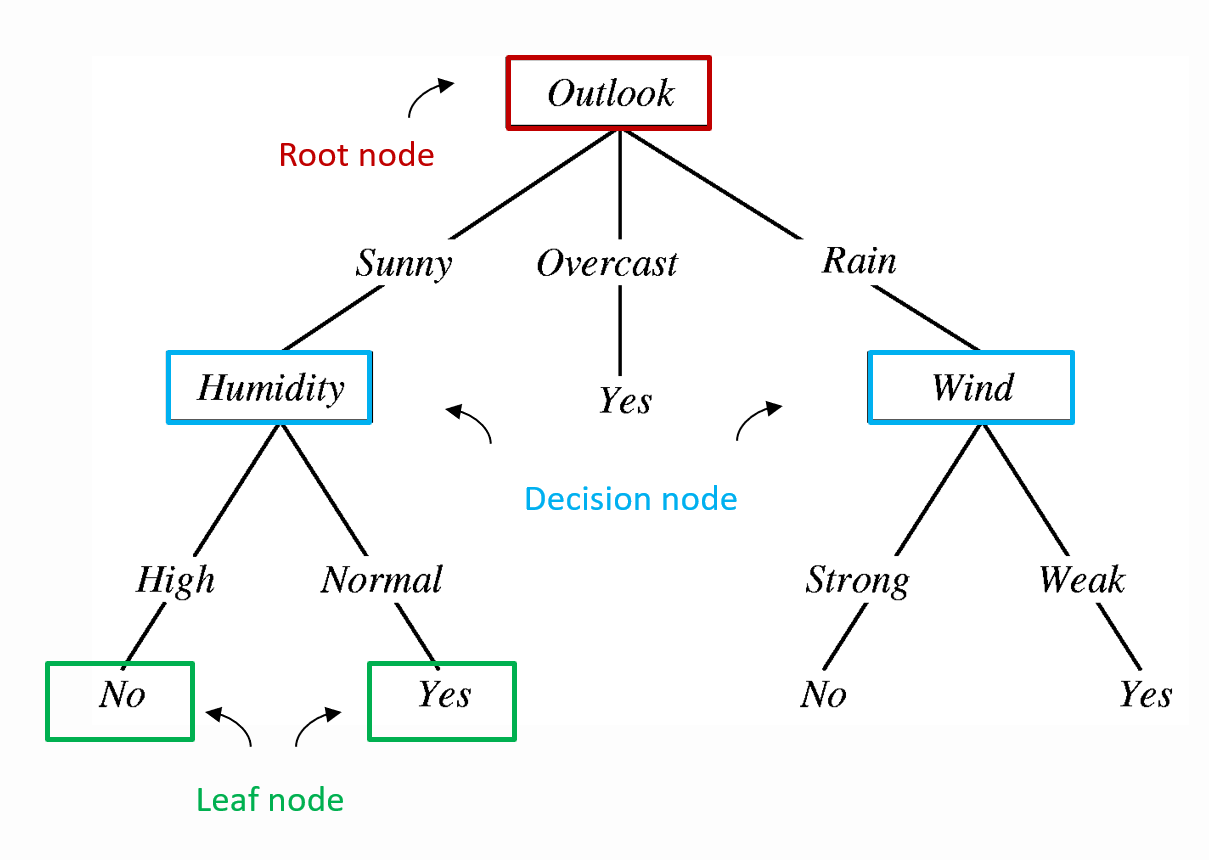 Outlook
Root node
Sunny Overcast Rain
Humidity Yes Wind
Decision node
High Normal Strong Weak
No Yes No Yes
Leaf node